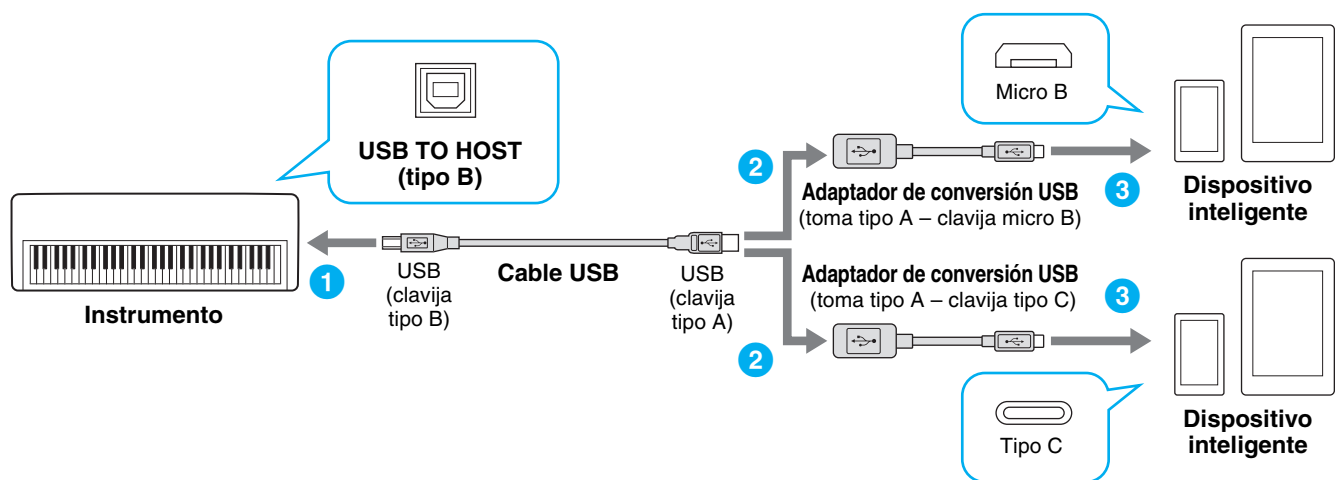 USB TO HOST
(tipo B)
Instrumento
1
USB
(clavija
tipo B)
Cable USB
USB
(clavija
tipo A)
2
Adaptador de conversión USB
(toma tipo A – clavija micro B)
Micro B
3
Dispositivo
inteligente
2
Adaptador de conversión USB
(toma tipo A – clavija tipo C)
3
Tipo C
Dispositivo
inteligente